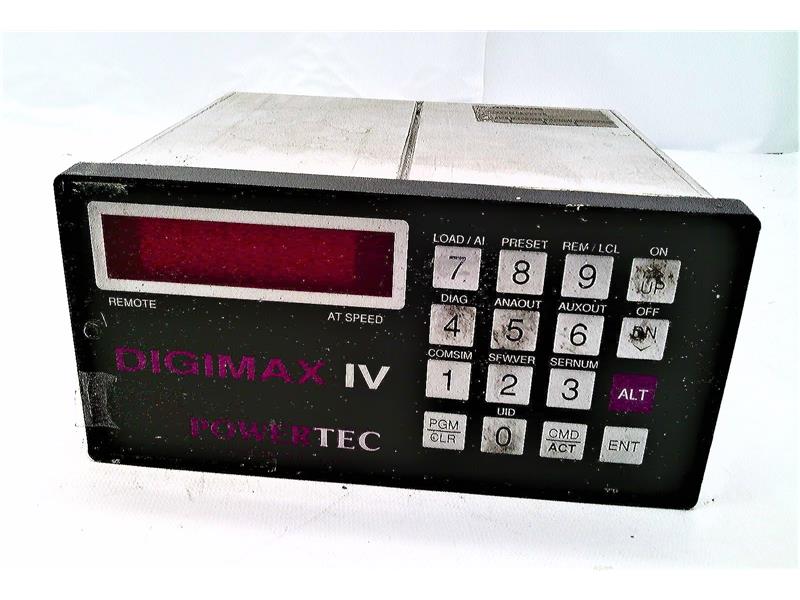 LOAD / AI PRESET REM / LCL ON
7 8 9 UP
REMOTE AT SPEED
DIAG ANAOUT AUXOUT OFF
4 5 6 DN
DIGIMAX IV
COMSIM SFWVER SERNUM
1 2 3 ALT
POWERTEC
UID
PGM CLR 0 CMD ACT ENT